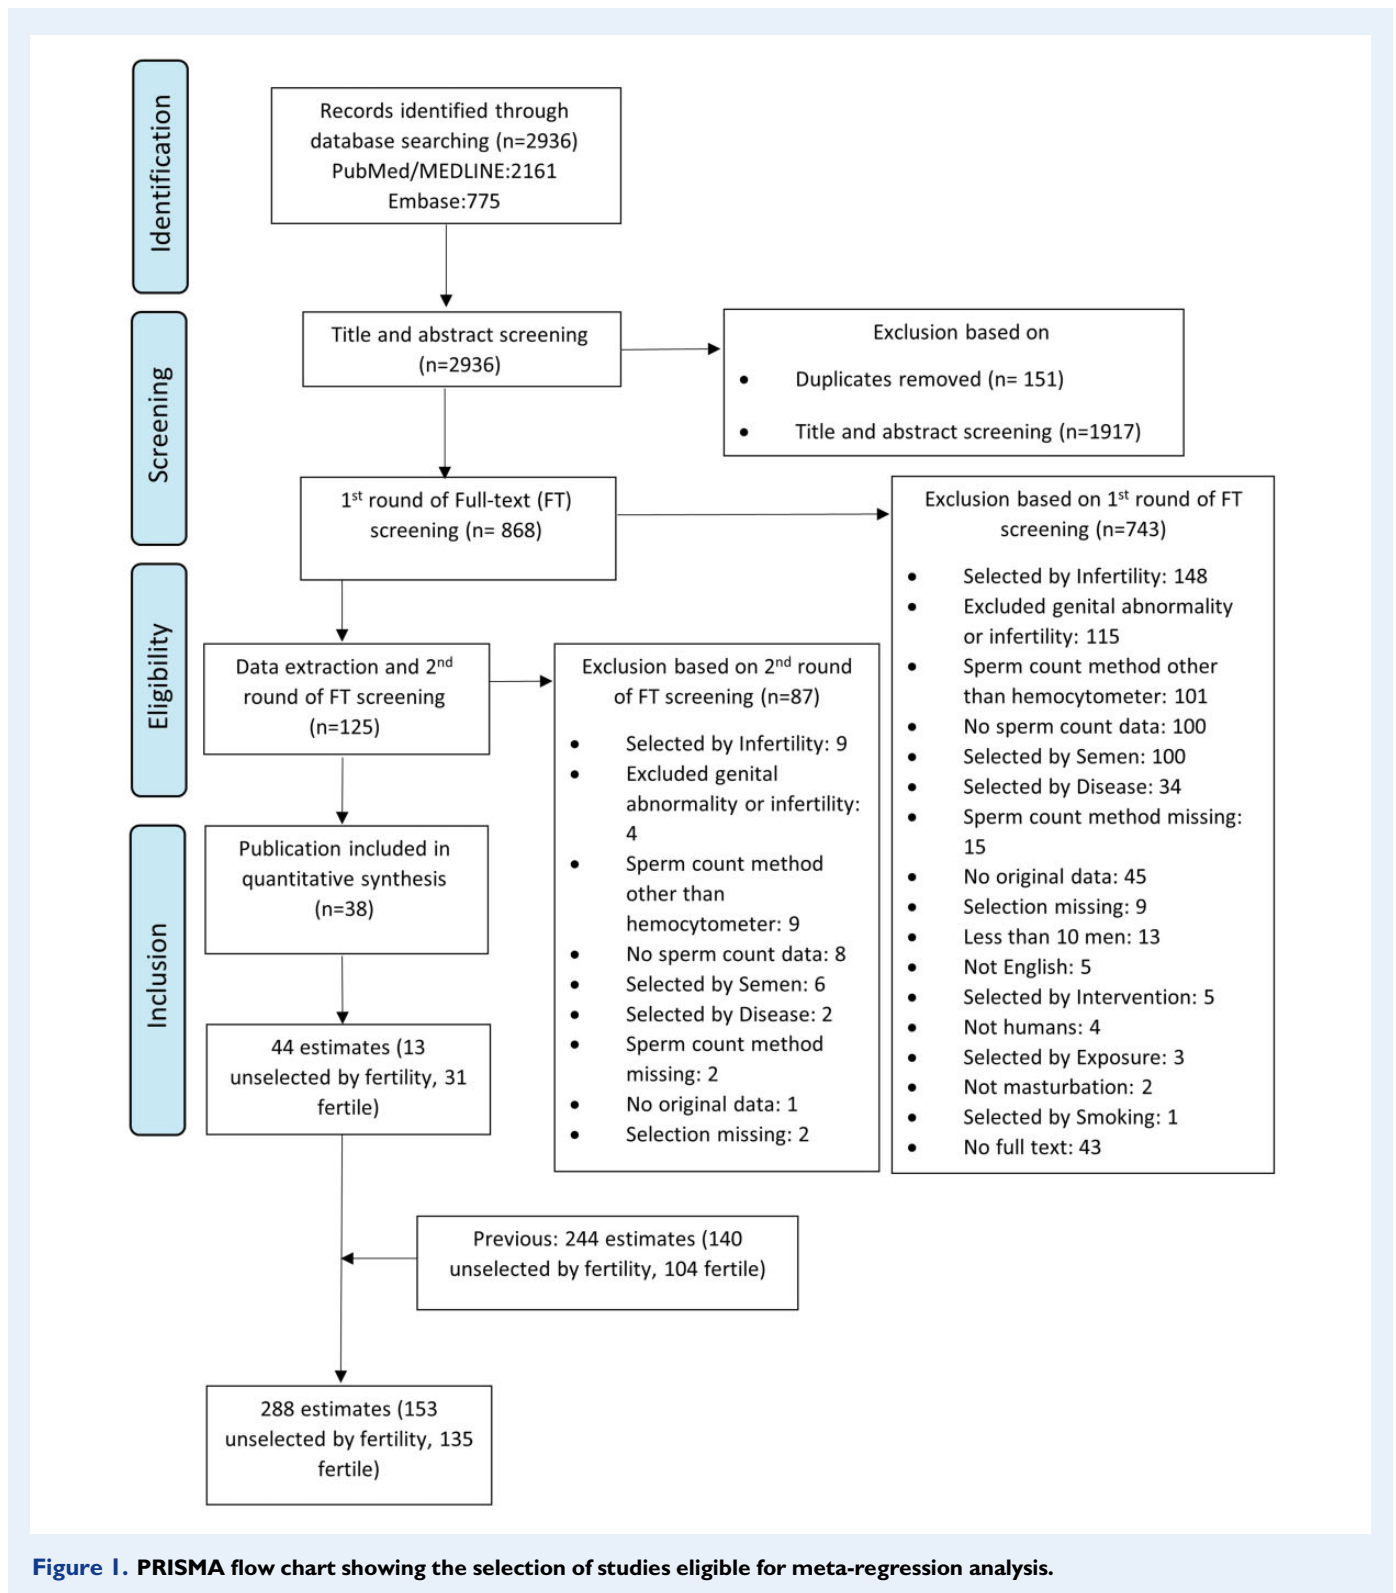 Identification
Records identified through
database searching (n=2936)
PubMed/MEDLINE:2161
Embase:775
Screening
Title and abstract screening
(n=2936)
Exclusion based on
• Duplicates removed (n= 151)
• Title and abstract screening (n=1917)
1st round of Full-text (FT)
screening (n= 868)
Exclusion based on 1st round of FT
screening (n=743)
• Selected by Infertility: 148
• Excluded genital abnormality
or infertility: 115
• Sperm count method other
than hemocytometer: 101
• No sperm count data: 100
• Selected by Semen: 100
• Selected by Disease: 34
• Sperm count method missing:
15
• No original data: 45
• Selection missing: 9
• Less than 10 men: 13
• Not English: 5
• Selected by Intervention: 5
• Not humans: 4
• Selected by Exposure: 3
• Not masturbation: 2
• Selected by Smoking: 1
• No full text: 43
Eligibility
Data extraction and 2nd
round of FT screening
(n=125)
Exclusion based on 2nd round
of FT screening (n=87)
• Selected by Infertility: 9
• Excluded genital
abnormality or infertility:
4
• Sperm count method
other than
hemocytometer: 9
• No sperm count data: 8
• Selected by Semen: 6
• Selected by Disease: 2
• Sperm count method
missing: 2
• No original data: 1
• Selection missing: 2
Inclusion
Publication included in
quantitative synthesis
(n=38)
44 estimates (13
unselected by fertility, 31
fertile)
Previous: 244 estimates (140
unselected by fertility, 104 fertile)
288 estimates (153
unselected by fertility, 135
fertile)
Figure 1. PRISMA flow chart showing the selection of studies eligible for meta-regression analysis.